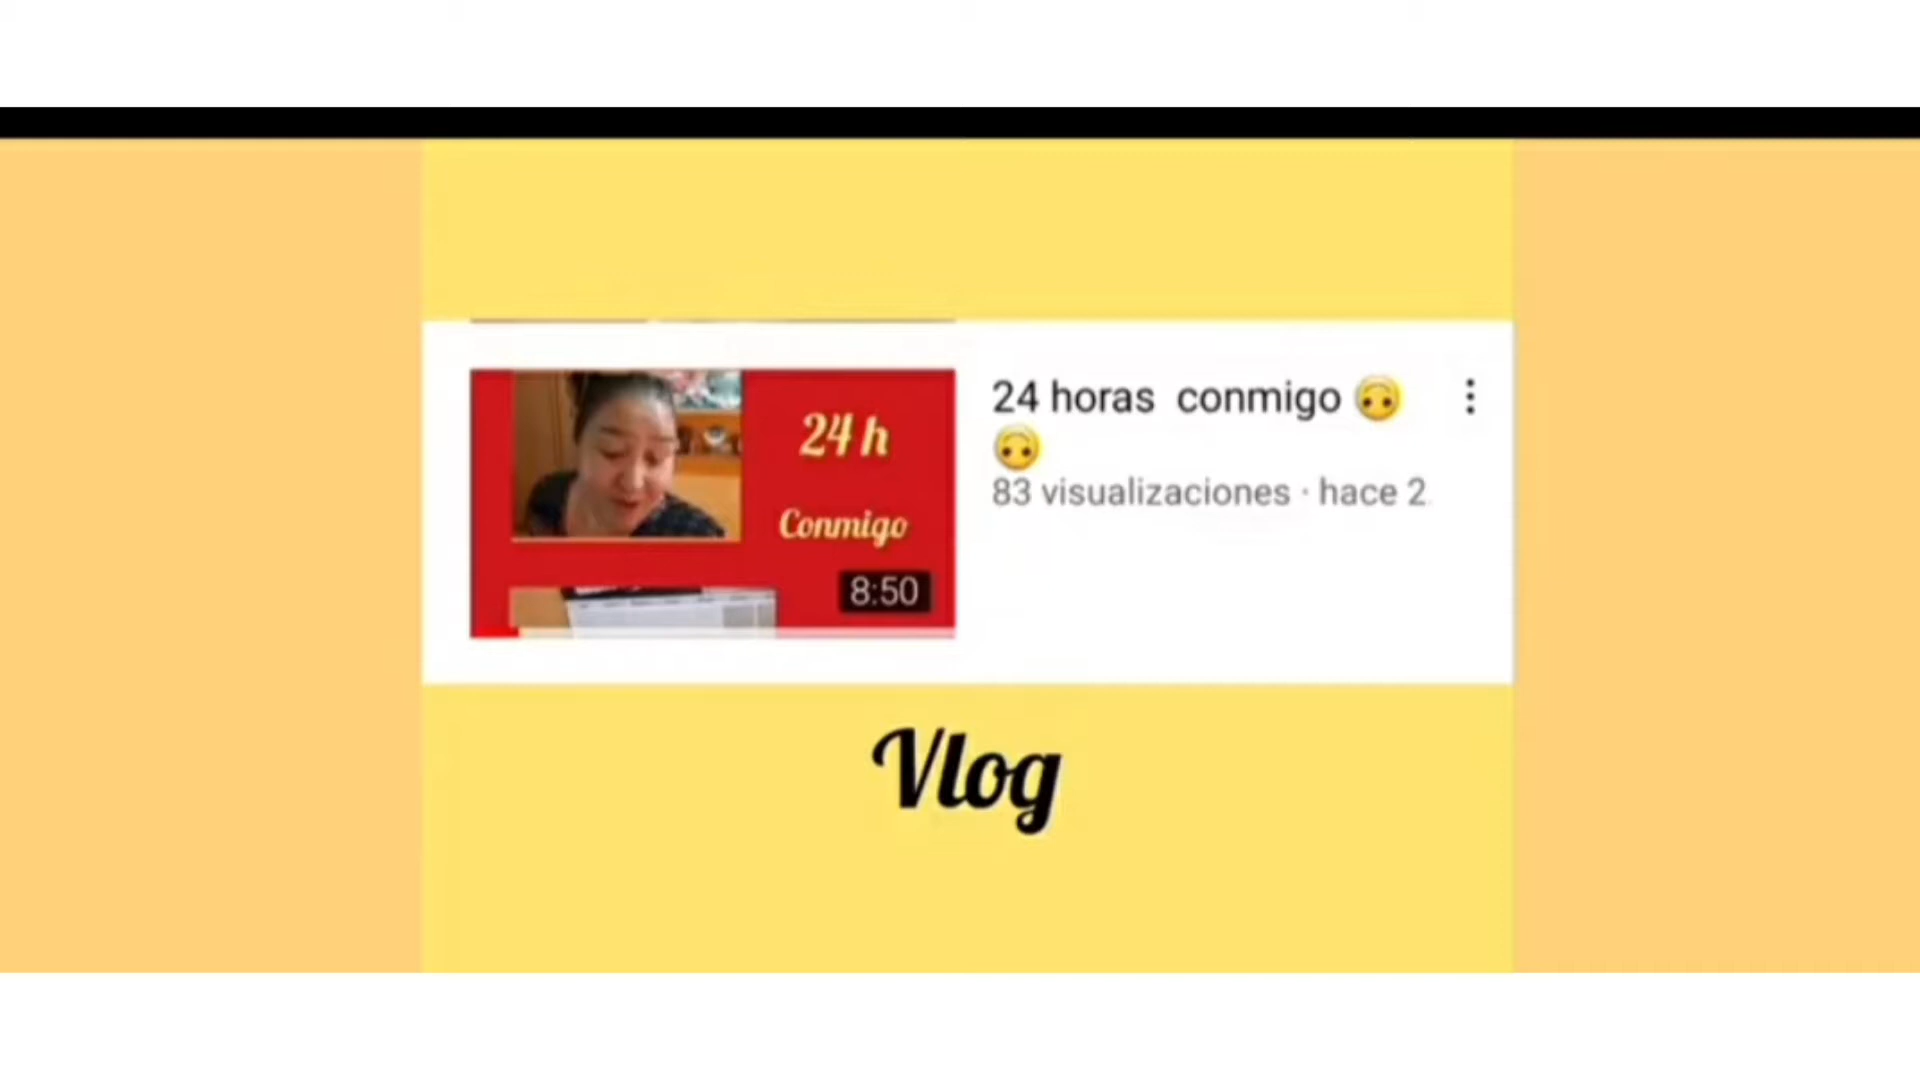 24 h
Conmigo
8:50
24 horas conmigo 🙃
🙃
83 visualizaciones · hace 2
Vlog